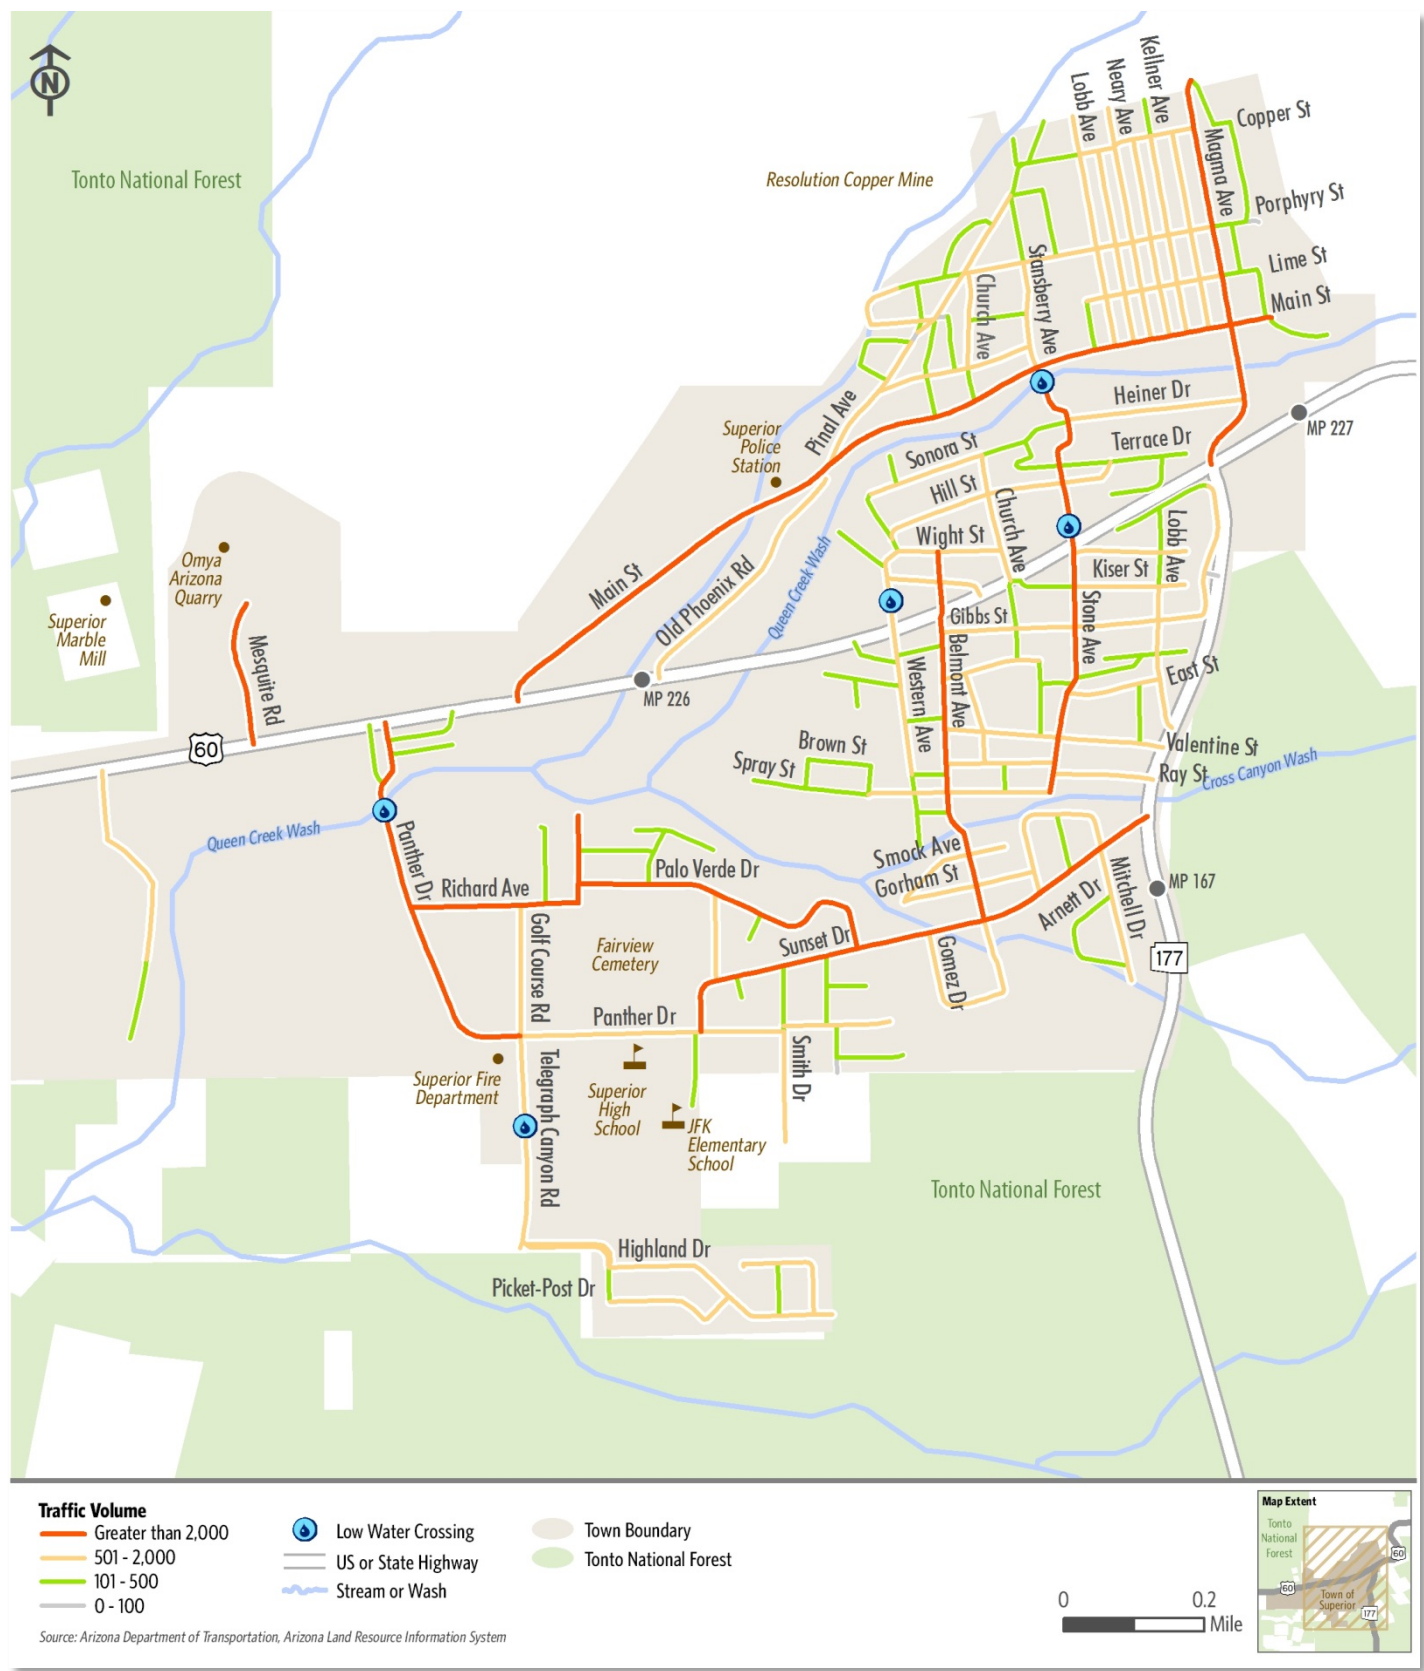 N
Tonto National Forest
Resolution Copper Mine
Kellner Ave
Neary Ave
Lobb Ave
Copper St
Magma Ave
Porphyry St
Lime St
Main St
Stansberry Ave
Church Ave
Heiner Dr
MP 227
Pinal Ave
Superior
Police
Station
Sonora St
Terrace Dr
Hill St
Church Ave
Lobb Ave
Wight St
Omya
Arizona
Quarry
Superior
Marble
Mill
Main St
Old Phoenix Rd
Queen Creek Wash
Kiser St
Gibbs St
Stone Ave
Mesquite Rd
MP 226
Western Ave
Belmont Ave
East St
60
Brown St
Spray St
Valentine St
Ray St
Cross Canyon Wash
Queen Creek Wash
Panther Dr
Richard Ave
Palo Verde Dr
Smock Ave
Gorham St
Arnett Dr
Mitchell Dr
MP 167
Golf Course Rd
Fairview
Cemetery
Sunset Dr
Gomez Dr
177
Panther Dr
Smith Dr
Superior Fire
Department
Telegraph Canyon Rd
Superior
High
School
JFK
Elementary
School
Tonto National Forest
Highland Dr
Picket-Post Dr
Traffic Volume
Greater than 2,000
501 - 2,000
101 - 500
0 - 100
Low Water Crossing
US or State Highway
Stream or Wash
Town Boundary
Tonto National Forest
0 0.2
Mile
Map Extent
Tonto
National
Forest
60
60
Town of
Superior
177
Source: Arizona Department of Transportation, Arizona Land Resource Information System